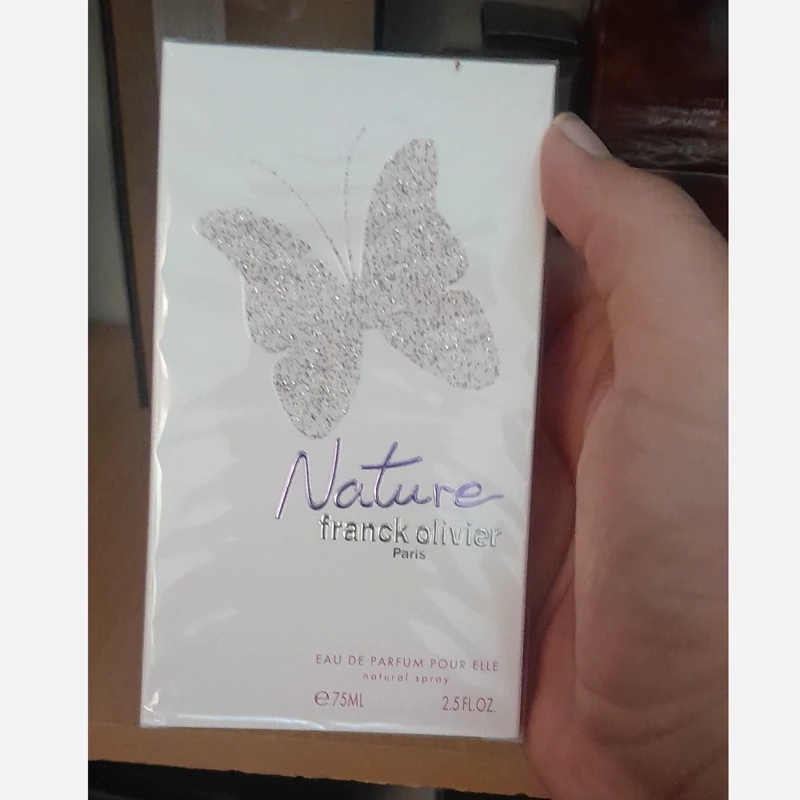 Nature
franck olivier
Paris
EAU DE PARFUM POUR ELLE
natural spray
℮75ML 2.5 FL.OZ.